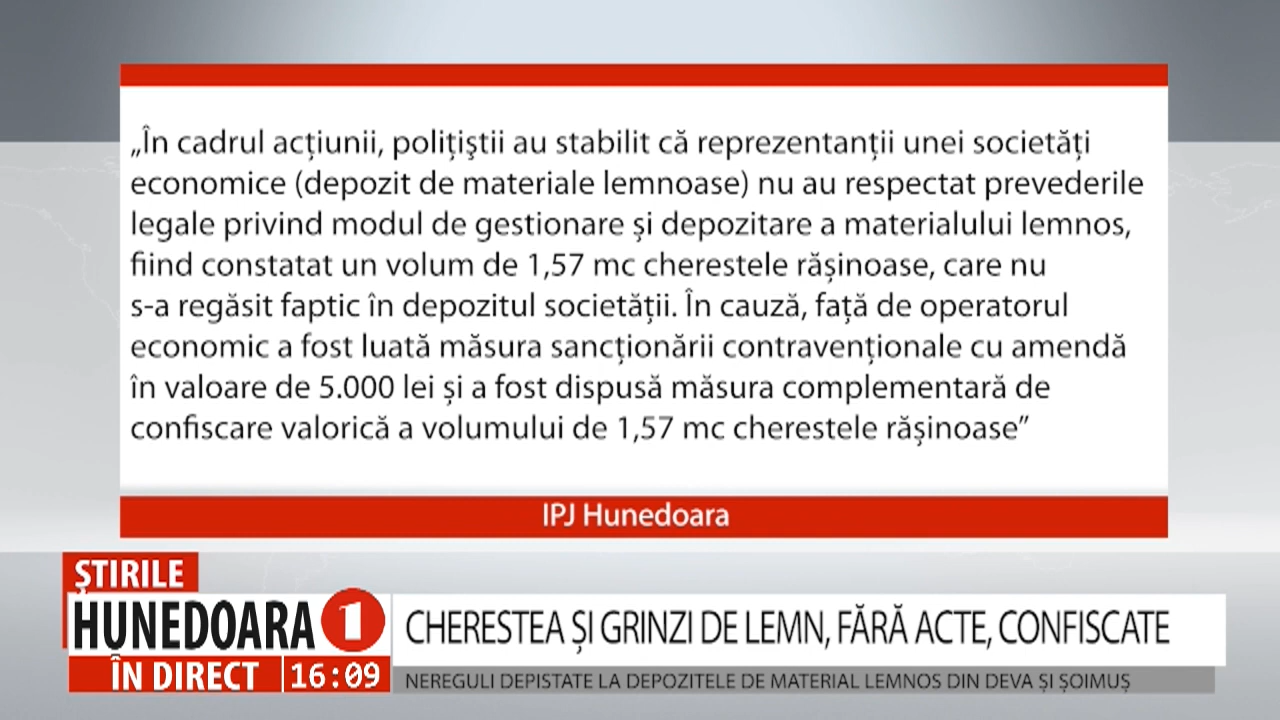 „În cadrul acțiunii, polițiştii au stabilit că reprezentanții unei societăți
economice (depozit de materiale lemnoase) nu au respectat prevederile
legale privind modul de gestionare și depozitare a materialului lemnos,
fiind constatat un volum de 1,57 mc cherestele rășinoase, care nu
s-a regăsit faptic în depozitul societății. În cauză, față de operatorul
economic a fost luată măsura sancționării contravenționale cu amendă
în valoare de 5.000 lei și a fost dispusă măsura complementară de
confiscare valorică a volumului de 1,57 mc cherestele rășinoase”
IPJ Hunedoara
ŞTIRILE
HUNEDOARA 1
ÎN DIRECT 16:09
CHERESTEA ȘI GRINZI DE LEMN, FĂRĂ ACTE, CONFISCATE
NEREGULI DEPISTATE LA DEPOZITELE DE MATERIAL LEMNOS DIN DEVA ȘI ȘOIMUȘ